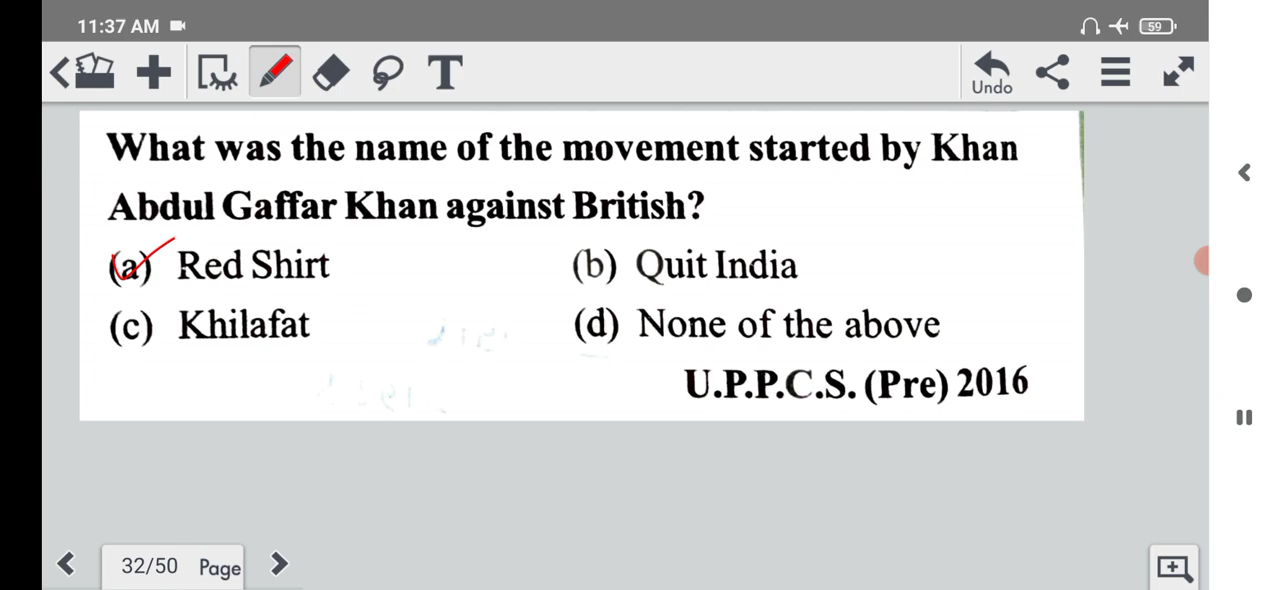 11:37 AM
59
Undo
What was the name of the movement started by Khan
Abdul Gaffar Khan against British?
(a) Red Shirt
(b) Quit India
(c) Khilafat
(d) None of the above
U.P.P.C.S. (Pre) 2016
32/50 Page